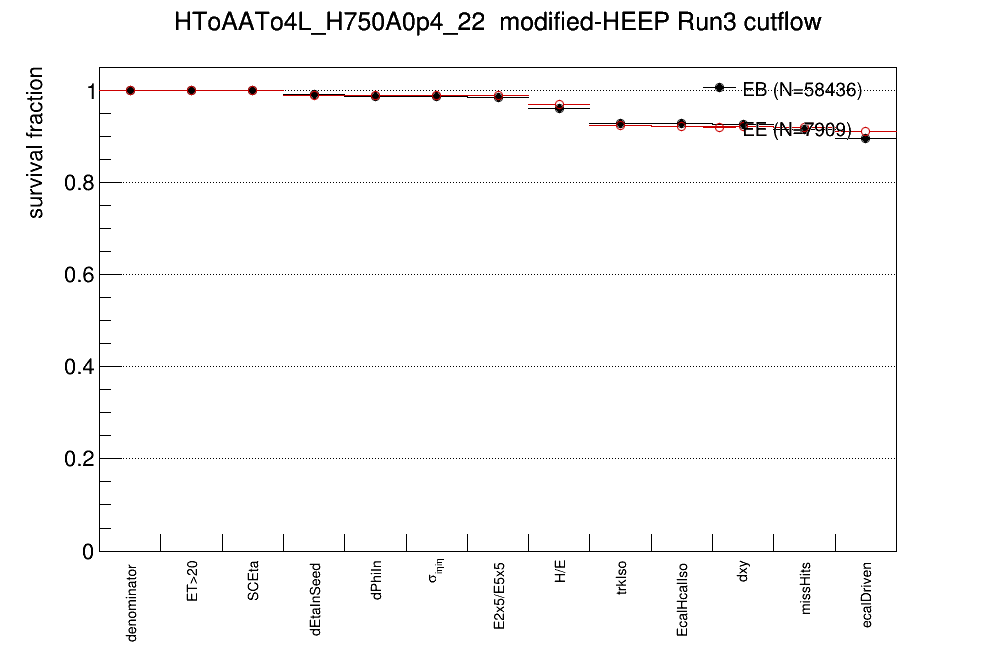 HToAATo4L_H750A0p4_22 modified-HEEP Run3 cutflow
survival fraction
1
0.8
0.6
0.4
0.2
0
EB (N=58436)
EE (N=7909)
denominator
ET>20
SCEta
dEtaInSeed
dPhiIn
σiηiη
E2x5/E5x5
H/E
trkIso
EcalHcalIso
dxy
missHits
ecalDriven